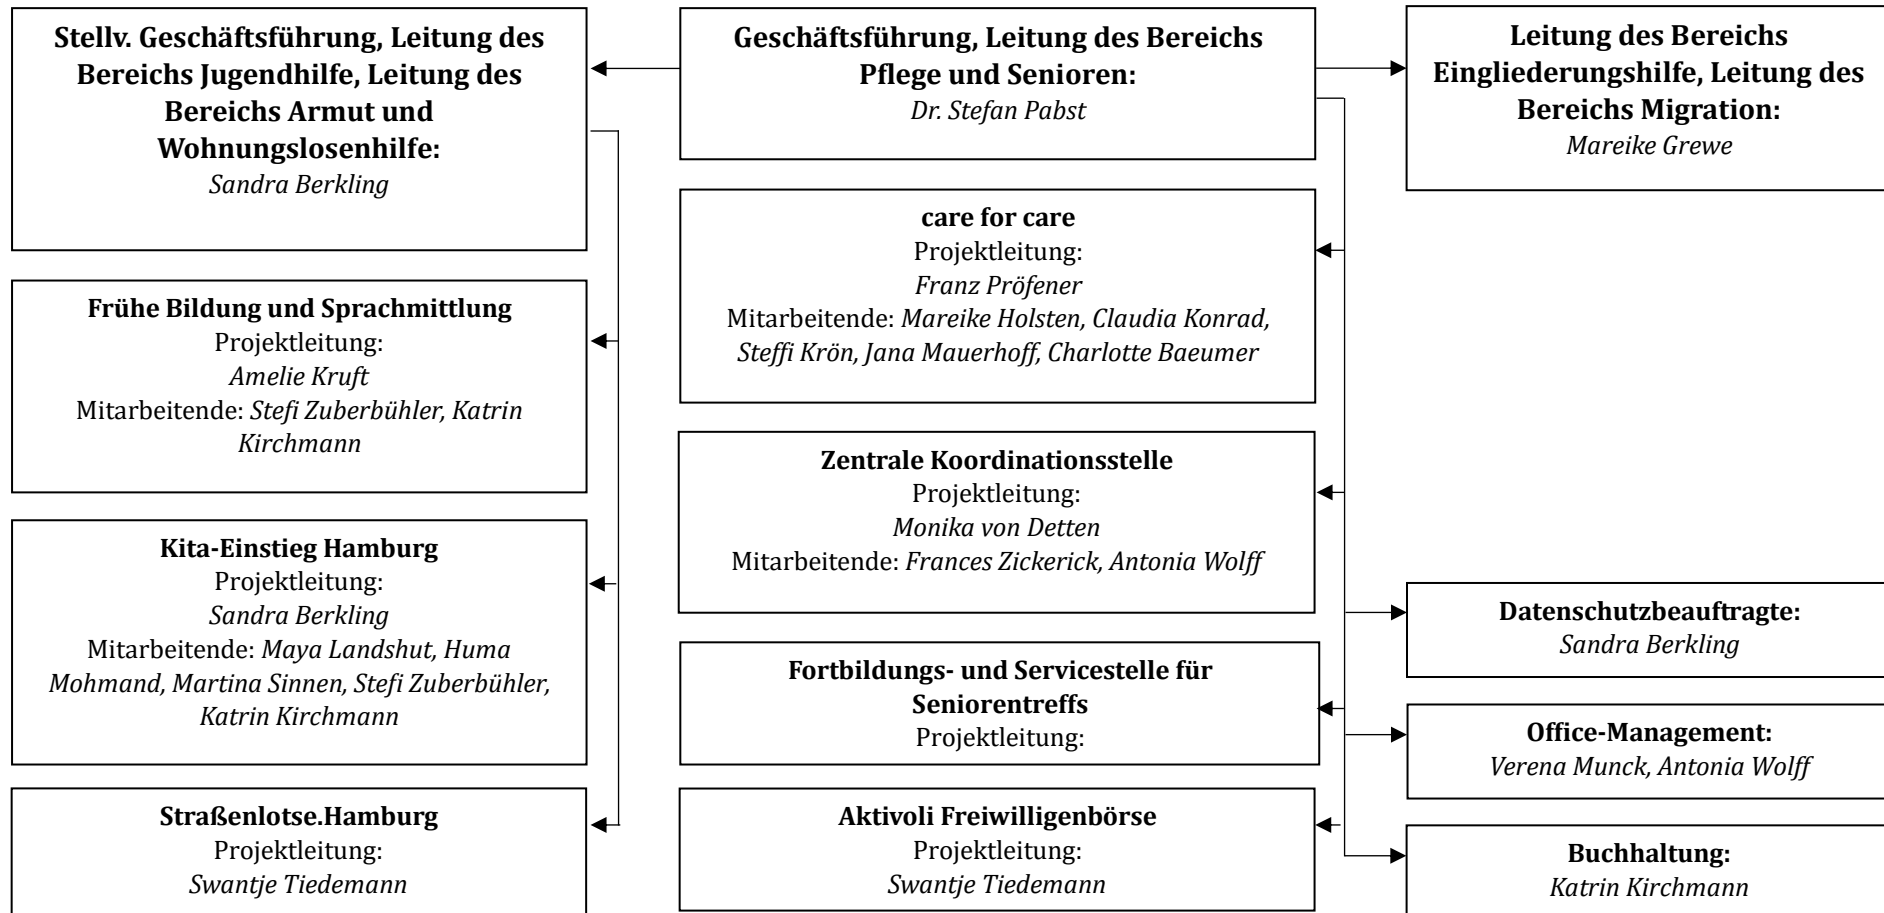 Stellv. Geschäftsführung, Leitung des
Bereichs Jugendhilfe, Leitung des
Bereichs Armut und
Wohnungslosenhilfe:
Sandra Berkling
Geschäftsführung, Leitung des Bereichs
Pflege und Senioren:
Dr. Stefan Pabst
Leitung des Bereichs
Eingliederungshilfe, Leitung des
Bereichs Migration:
Mareike Grewe
Frühe Bildung und Sprachmittlung
Projektleitung:
Amelie Kruft
Mitarbeitende: Stefi Zuberbühler, Katrin
Kirchmann
Kita-Einstieg Hamburg
Projektleitung:
Sandra Berkling
Mitarbeitende: Maya Landshut, Huma
Mohmand, Martina Sinnen, Stefi Zuberbühler,
Katrin Kirchmann
Straßenlotse.Hamburg
Projektleitung:
Swantje Tiedemann
care for care
Projektleitung:
Franz Pröfener
Mitarbeitende: Mareike Holsten, Claudia Konrad,
Steffi Krön, Jana Mauerhoff, Charlotte Baeumer
Zentrale Koordinationsstelle
Projektleitung:
Monika von Detten
Mitarbeitende: Frances Zickerick, Antonia Wolff
Fortbildungs- und Servicestelle für
Seniorentreffs
Projektleitung:
Aktivoli Freiwilligenbörse
Projektleitung:
Swantje Tiedemann
Datenschutzbeauftragte:
Sandra Berkling
Office-Management:
Verena Munck, Antonia Wolff
Buchhaltung:
Katrin Kirchmann